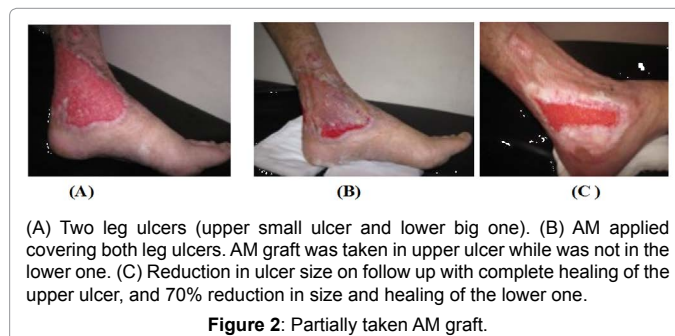 (A)
(B)
(C)
(A) Two leg ulcers (upper small ulcer and lower big one). (B) AM applied
covering both leg ulcers. AM graft was taken in upper ulcer while was not in the
lower one. (C) Reduction in ulcer size on follow up with complete healing of the
upper ulcer, and 70% reduction in size and healing of the lower one.
Figure 2: Partially taken AM graft.